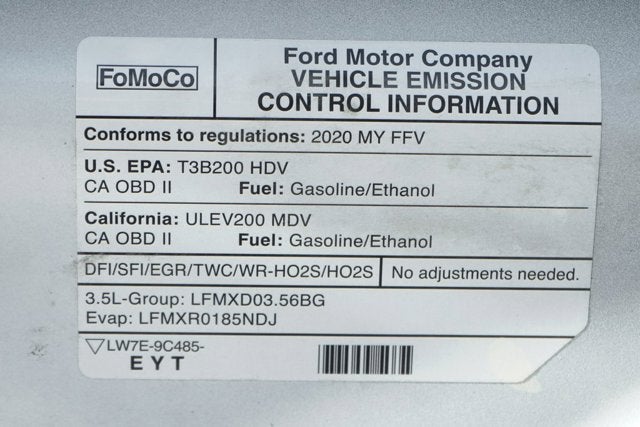 FoMoCo
Ford Motor Company
VEHICLE EMISSION
CONTROL INFORMATION
Conforms to regulations: 2020 MY FFV
U.S. EPA: T3B200 HDV
CA OBD II Fuel: Gasoline/Ethanol
California: ULEV200 MDV
CA OBD II Fuel: Gasoline/Ethanol
DFI/SFI/EGR/TWC/WR-HO2S/HO2S No adjustments needed.
3.5L-Group: LFMXD03.56BG
Evap: LFMXR0185NDJ
LW7E-9C485-
E Y T